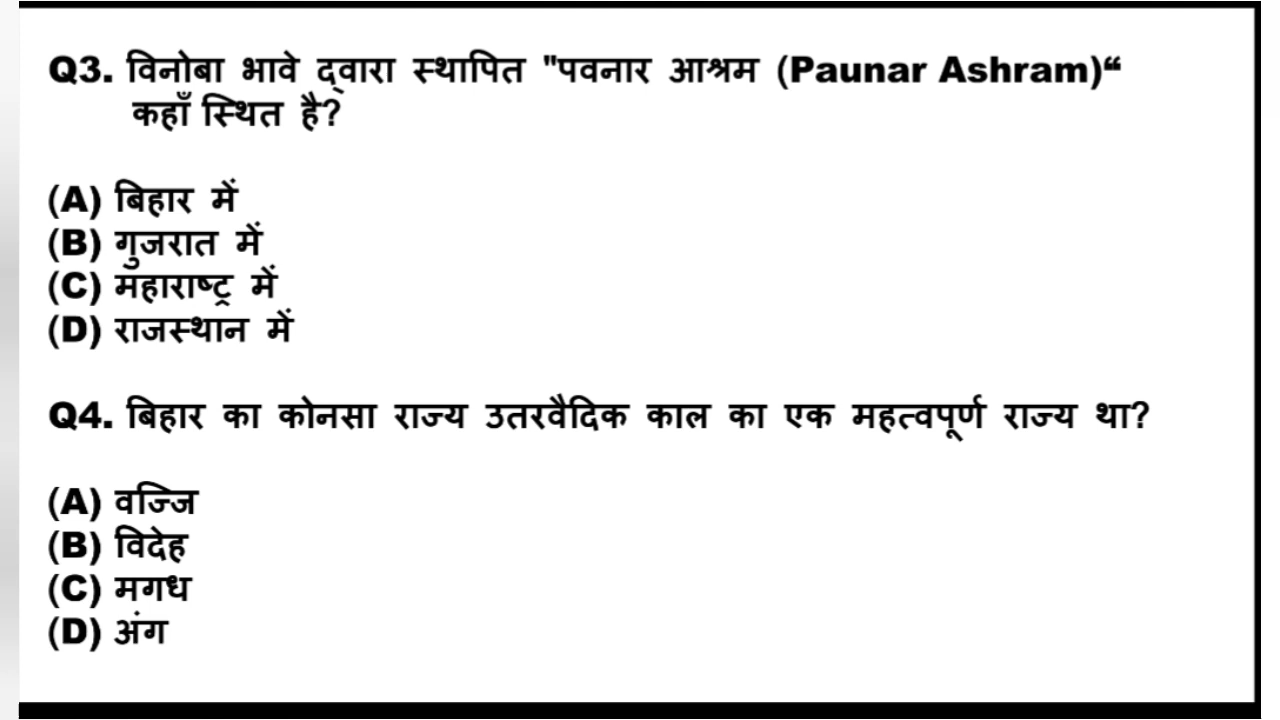 Q3. विनोबा भावे द्वारा स्थापित "पवनार आश्रम (Paunar Ashram)“
कहाँ स्थित है?
(A) बिहार में
(B) गुजरात में
(C) महाराष्ट्र में
(D) राजस्थान में
Q4. बिहार का कोनसा राज्य उतरवैदिक काल का एक महत्वपूर्ण राज्य था?
(A) वज्जि
(B) विदेह
(C) मगध
(D) अंग